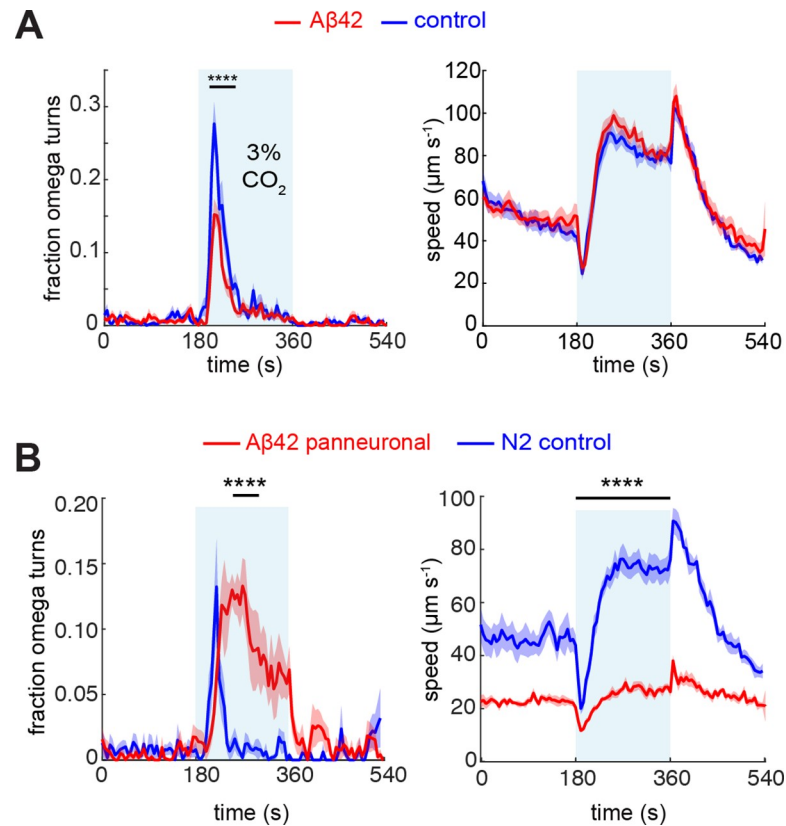 A
Aβ42 control
****
3%
CO₂
fraction omega turns
0.3
0.2
0.1
0
0 180 360 540
time (s)
speed (µm s⁻¹)
120
100
80
60
40
20
0
0 180 360 540
time (s)
B
Aβ42 panneuronal N2 control
****
fraction omega turns
0.20
0.15
0.10
0.05
0
0 180 360 540
time (s)
****
speed (µm s⁻¹)
100
80
60
40
20
0
0 180 360 540
time (s)